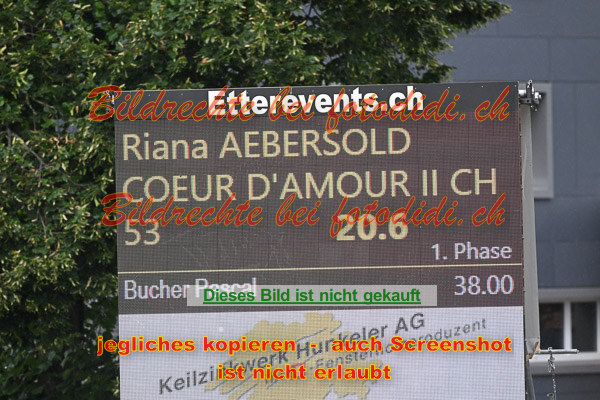 Etterevents.ch
Bildrechte bei fotodidi.ch
Riana AEBERSOLD
COEUR D'AMOUR II CH
Bildrechte bei fotodidi.ch
53 20.6
1. Phase
Bucher Pascal 38.00
Dieses Bild ist nicht gekauft
Keilzinkwerk Hunkeler AG
jegliches kopieren - auch Screenshot
ist nicht erlaubt